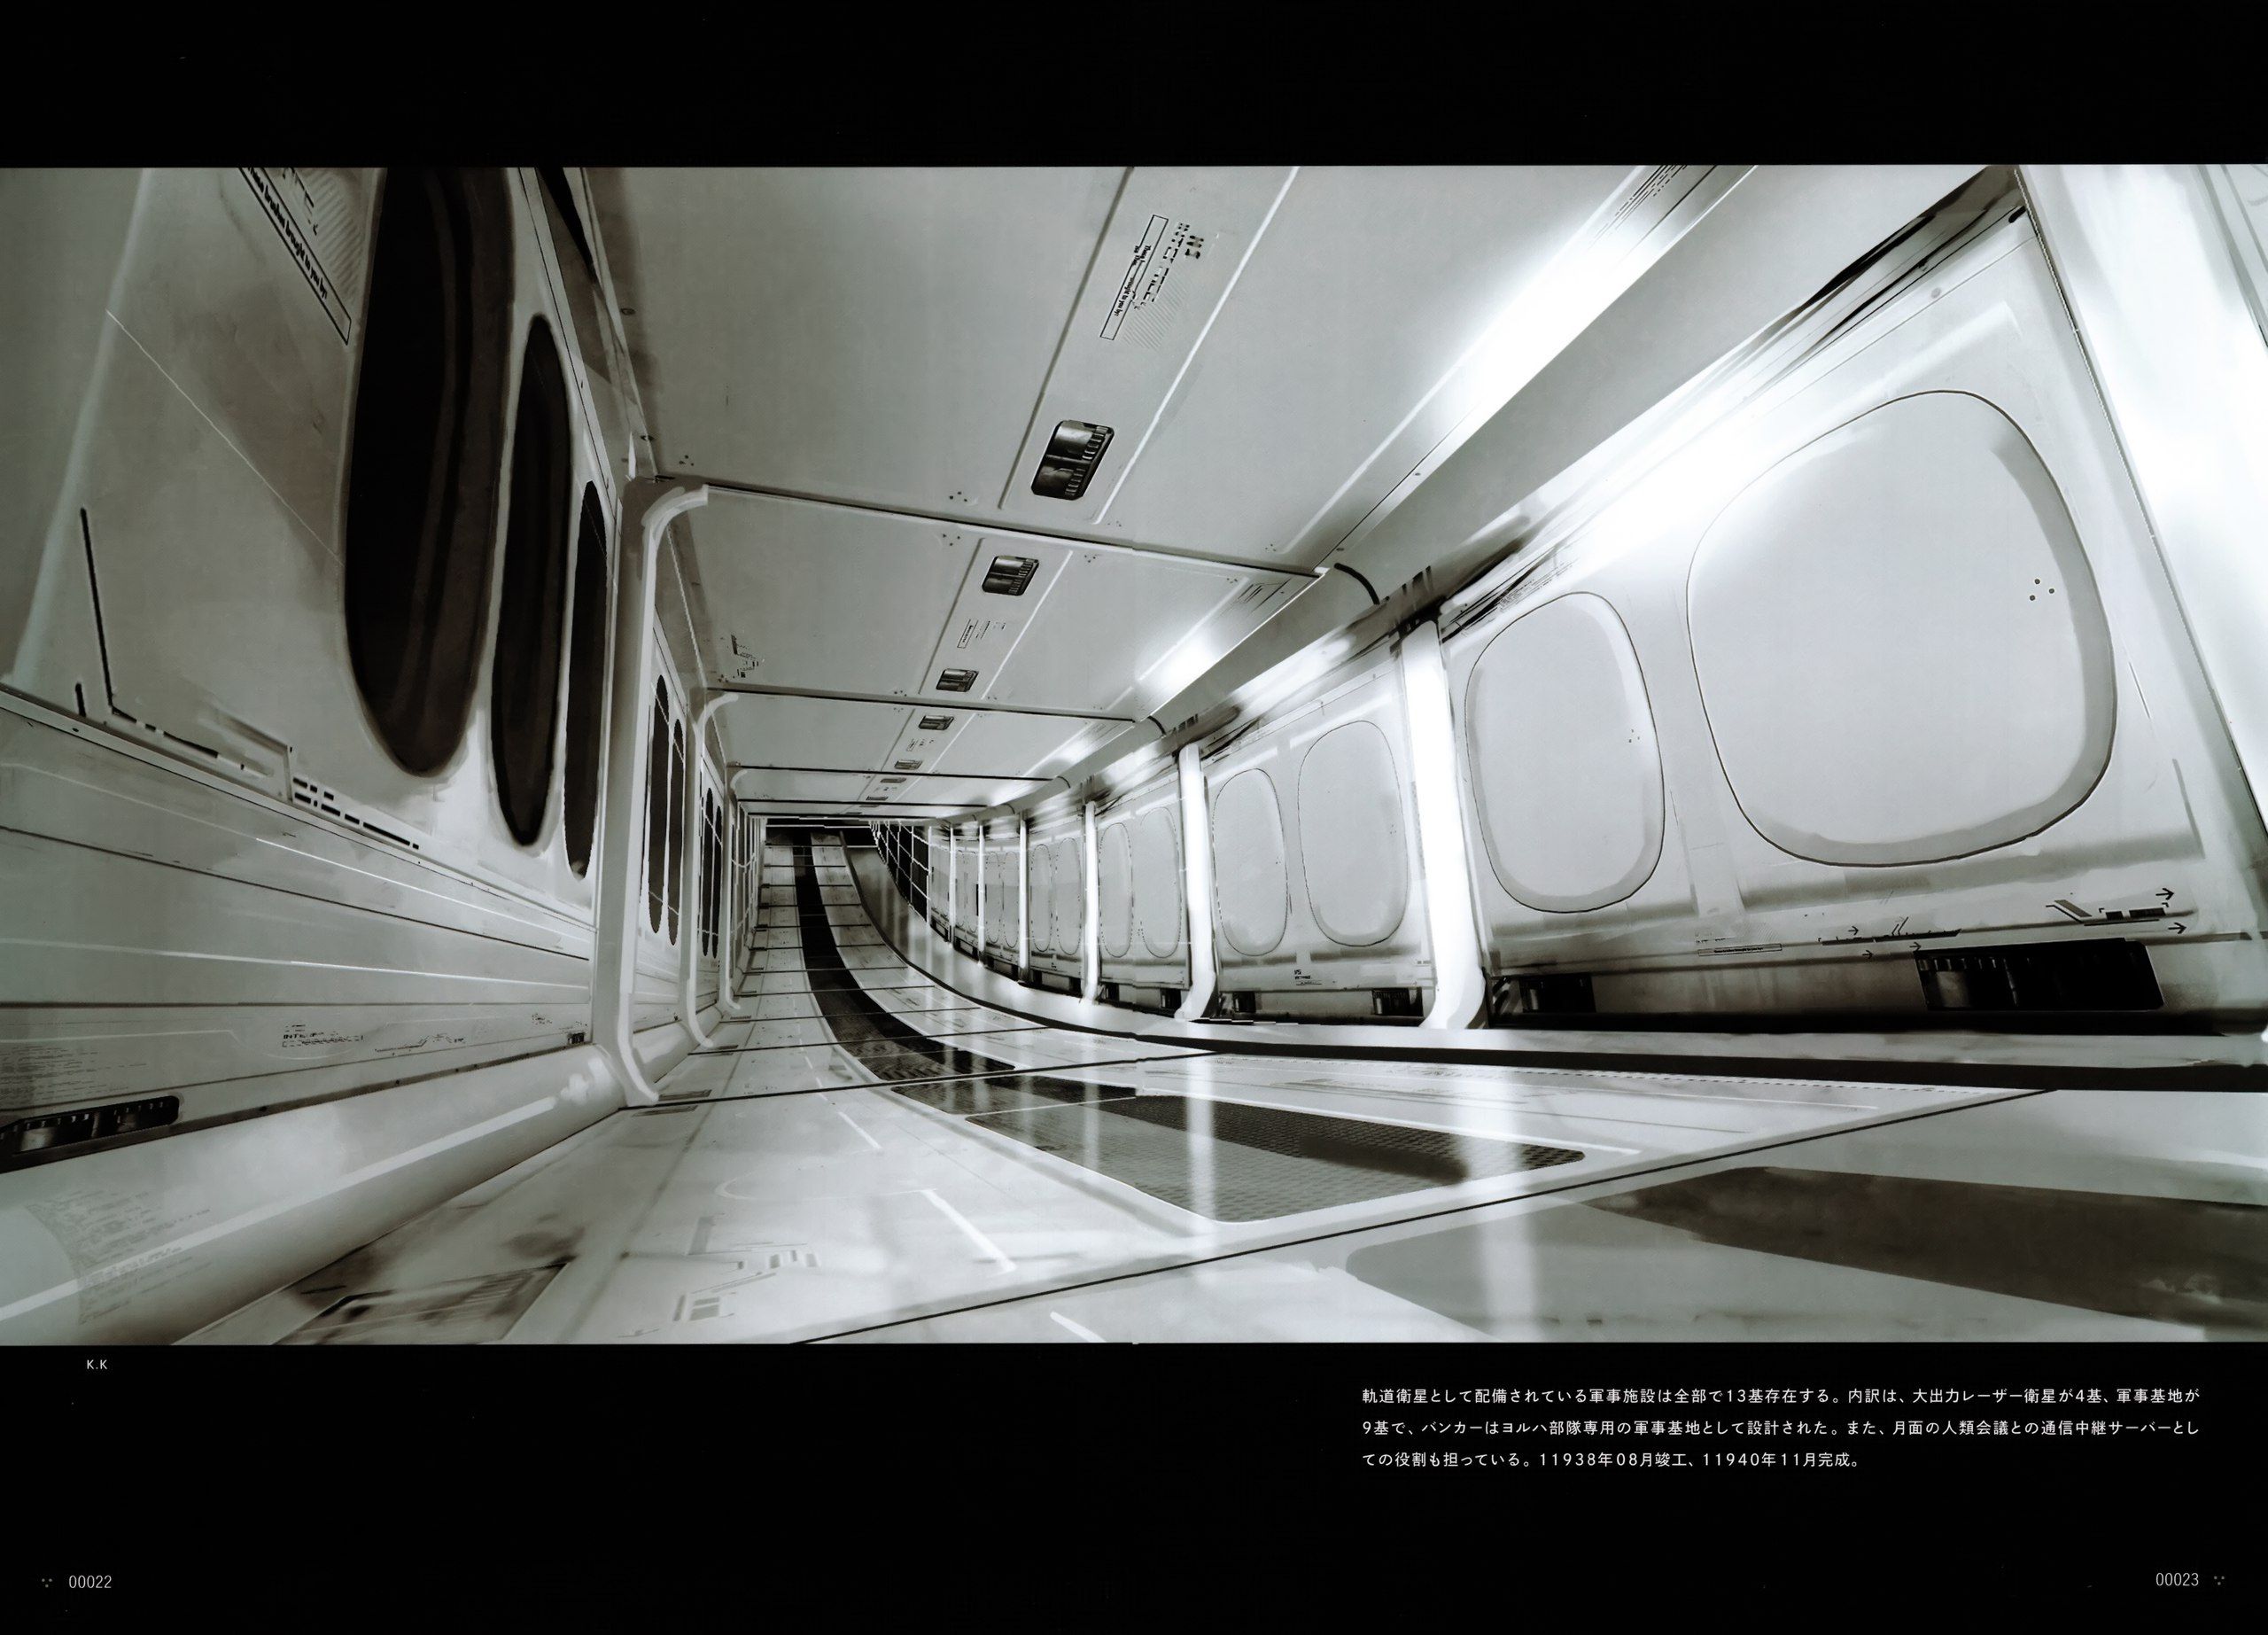 K.K
軌道衛星として配備されている軍事施設は全部で13基存在する。内訳は、大出力レーザー衛星が4基、軍事基地が
9基で、バンカーはヨルハ部隊専用の軍事基地として設計された。また、月面の人類会議との通信中継サーバーとし
ての役割も担っている。11938年08月竣工、11940年11月完成。
00022
00023